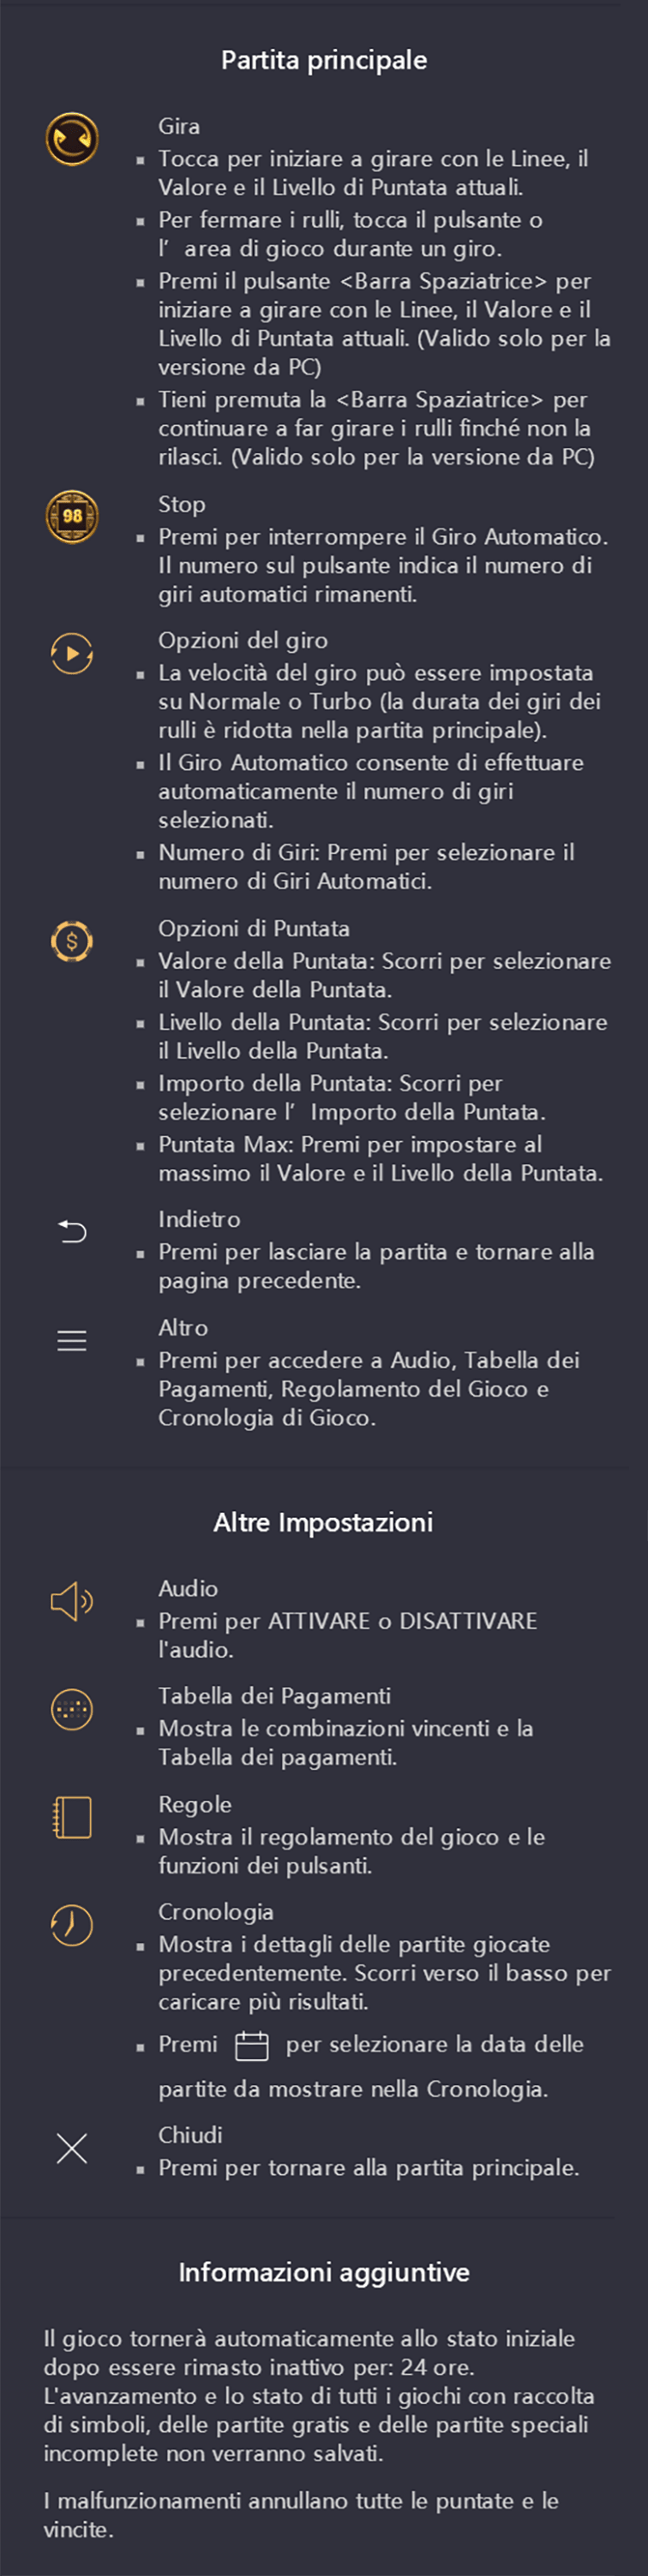 Partita principale
Gira
Tocca per iniziare a girare con le Linee, il
Valore e il Livello di Puntata attuali.
Per fermare i rulli, tocca il pulsante o
l’ area di gioco durante un giro.
Premi il pulsante <Barra Spaziatrice> per
iniziare a girare con le Linee, il Valore e il
Livello di Puntata attuali. (Valido solo per la
versione da PC)
Tieni premuta la <Barra Spaziatrice> per
continuare a far girare i rulli finché non la
rilasci. (Valido solo per la versione da PC)
98
Stop
Premi per interrompere il Giro Automatico.
Il numero sul pulsante indica il numero di
giri automatici rimanenti.
Opzioni del giro
La velocità del giro può essere impostata
su Normale o Turbo (la durata dei giri dei
rulli è ridotta nella partita principale).
Il Giro Automatico consente di effettuare
automaticamente il numero di giri
selezionati.
Numero di Giri: Premi per selezionare il
numero di Giri Automatici.
$
Opzioni di Puntata
Valore della Puntata: Scorri per selezionare
il Valore della Puntata.
Livello della Puntata: Scorri per selezionare
il Livello della Puntata.
Importo della Puntata: Scorri per
selezionare l’ Importo della Puntata.
Puntata Max: Premi per impostare al
massimo il Valore e il Livello della Puntata.
Indietro
Premi per lasciare la partita e tornare alla
pagina precedente.
Altro
Premi per accedere a Audio, Tabella dei
Pagamenti, Regolamento del Gioco e
Cronologia di Gioco.
Altre Impostazioni
Audio
Premi per ATTIVARE o DISATTIVARE
l'audio.
Tabella dei Pagamenti
Mostra le combinazioni vincenti e la
Tabella dei pagamenti.
Regole
Mostra il regolamento del gioco e le
funzioni dei pulsanti.
Cronologia
Mostra i dettagli delle partite giocate
precedentemente. Scorri verso il basso per
caricare più risultati.
Premi per selezionare la data delle
partite da mostrare nella Cronologia.
Chiudi
Premi per tornare alla partita principale.
Informazioni aggiuntive
Il gioco tornerà automaticamente allo stato iniziale
dopo essere rimasto inattivo per: 24 ore.
L'avanzamento e lo stato di tutti i giochi con raccolta
di simboli, delle partite gratis e delle partite speciali
incomplete non verranno salvati.
I malfunzionamenti annullano tutte le puntate e le
vincite.